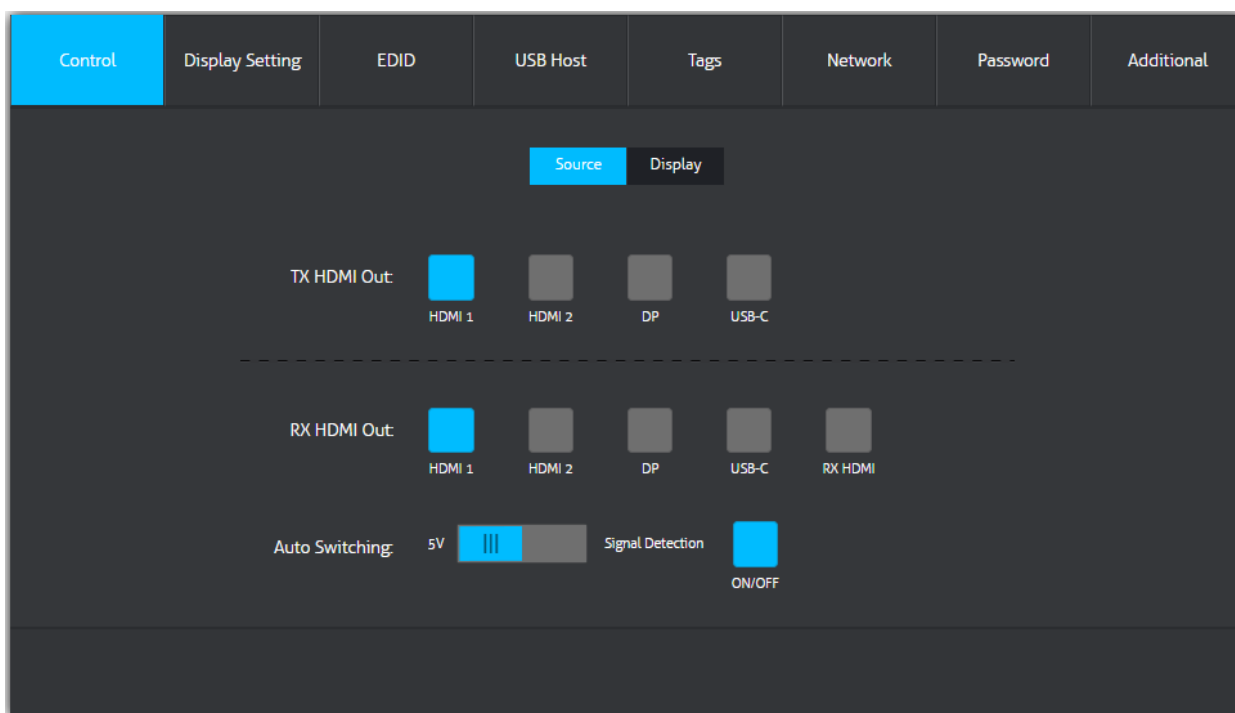 Control Display Setting EDID USB Host Tags Network Password Additional
Source Display
TX HDMI Out:
HDMI 1 HDMI 2 DP USB-C
RX HDMI Out:
HDMI 1 HDMI 2 DP USB-C RX HDMI
Auto Switching: 5V Signal Detection
ON/OFF